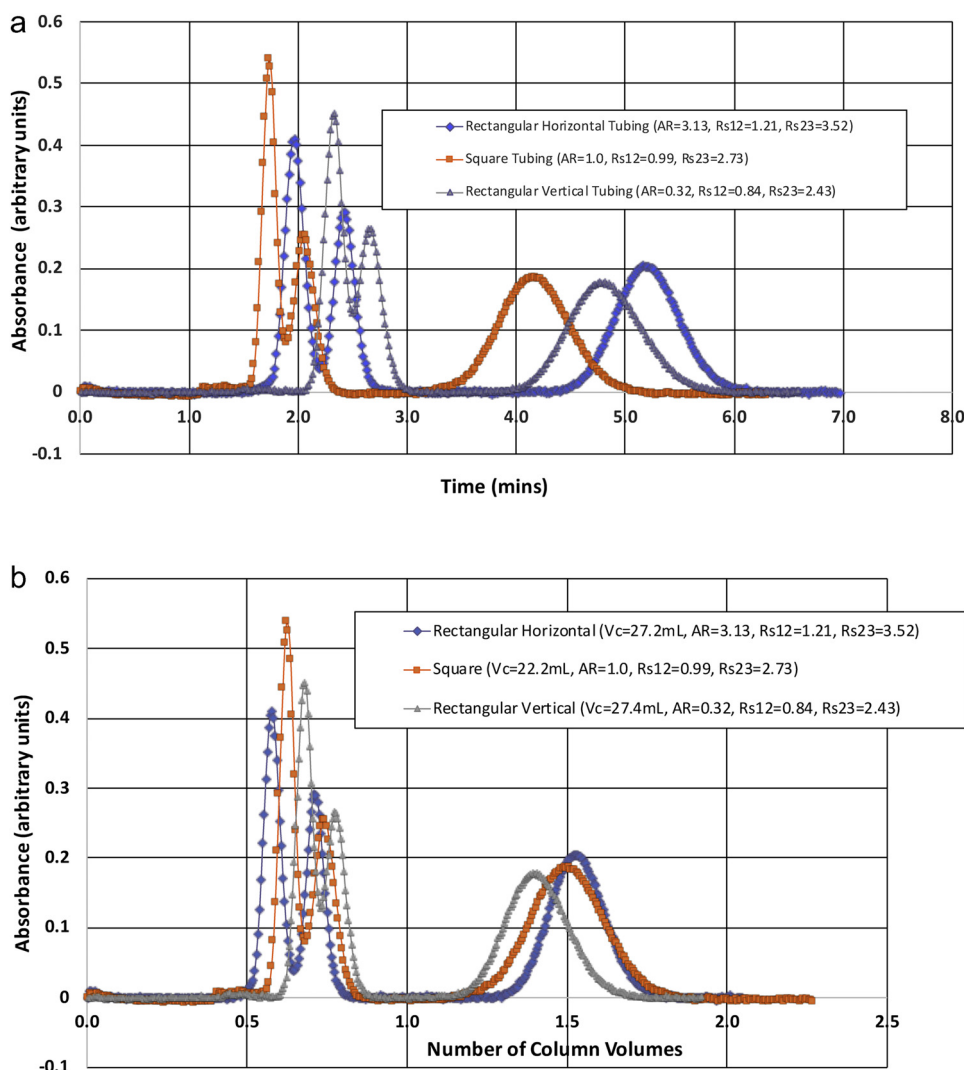 a
0.6
0.5
0.4
0.3
0.2
0.1
0
-0.1
Absorbance (arbitrary units)
Rectangular Horizontal Tubing (AR=3.13, Rs12=1.21, Rs23=3.52)
Square Tubing (AR=1.0, Rs12=0.99, Rs23=2.73)
Rectangular Vertical Tubing (AR=0.32, Rs12=0.84, Rs23=2.43)
0.0 1.0 2.0 3.0 4.0 5.0 6.0 7.0 8.0
Time (mins)
b
0.6
0.5
0.4
0.3
0.2
0.1
0
-0.1
Absorbance (arbitrary units)
Rectangular Horizontal (Vc=27.2mL, AR=3.13, Rs12=1.21, Rs23=3.52)
Square (Vc=22.2mL, AR=1.0, Rs12=0.99, Rs23=2.73)
Rectangular Vertical (Vc=27.4mL, AR=0.32, Rs12=0.84, Rs23=2.43)
0.0 0.5 1.0 1.5 2.0 2.5
Number of Column Volumes